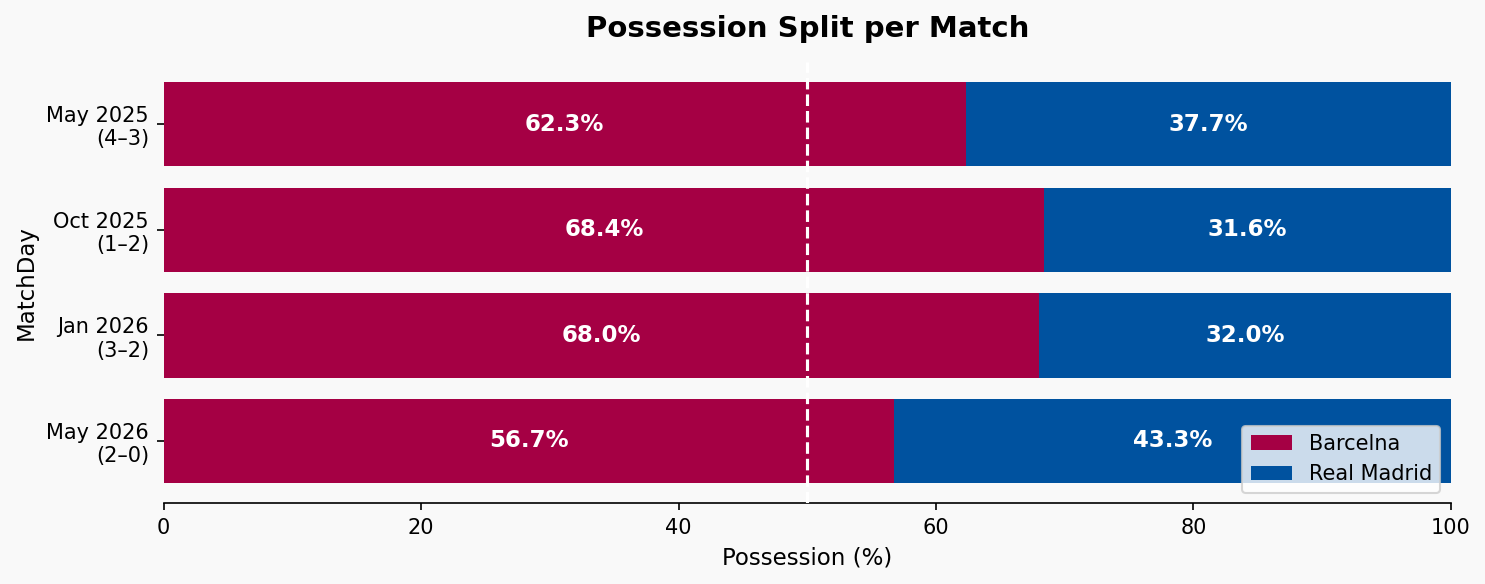 Possession Split per Match
May 2025
(4–3)
62.3%
37.7%
Oct 2025
(1–2)
68.4%
31.6%
Jan 2026
(3–2)
68.0%
32.0%
May 2026
(2–0)
56.7%
43.3%
MatchDay
Barcelna
Real Madrid
0
20
40
60
80
100
Possession (%)